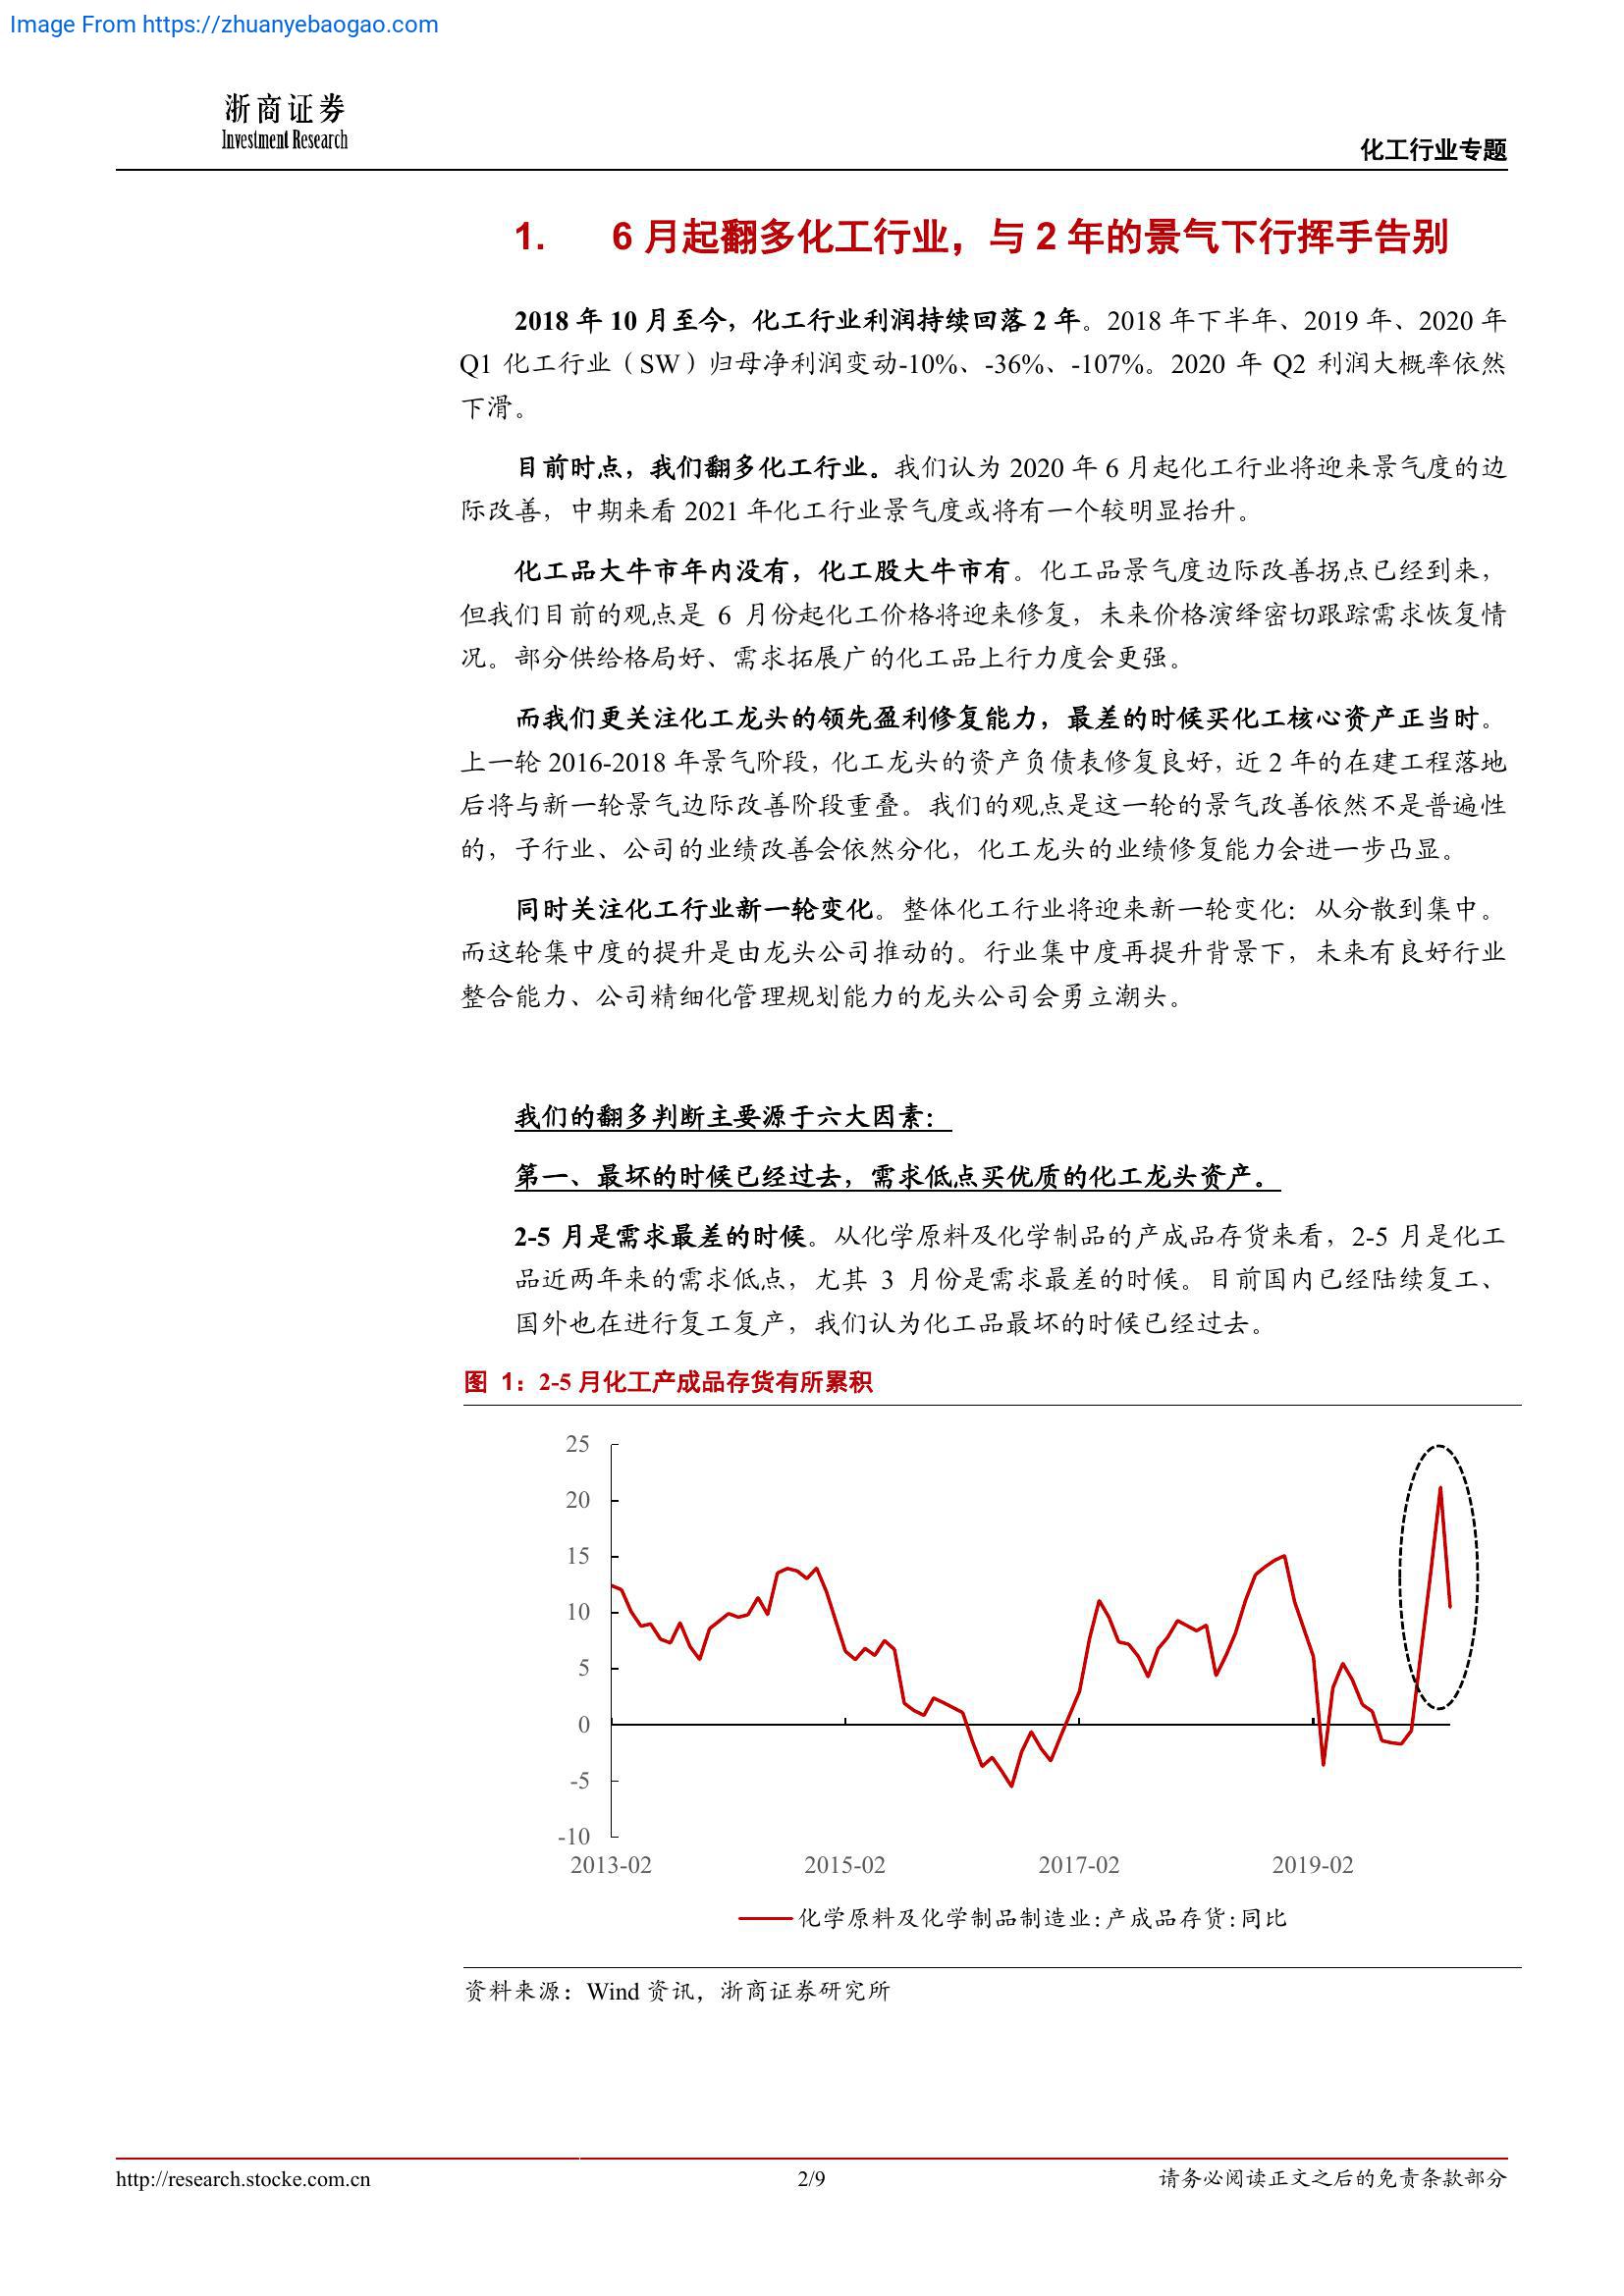 Image From https://zhuanyebaogao.com
浙商证券
Investment Research
化工行业专题
1. 6 月起翻多化工行业，与 2 年的景气下行挥手告别
2018 年 10 月至今，化工行业利润持续回落 2 年。2018 年下半年、2019 年、2020 年
Q1 化工行业（SW）归母净利润变动-10%、-36%、-107%。2020 年 Q2 利润大概率依然
下滑。
目前时点，我们翻多化工行业。我们认为 2020 年 6 月起化工行业将迎来景气度的边
际改善，中期来看 2021 年化工行业景气度或将有一个较明显抬升。
化工品大牛市年内没有，化工股大牛市有。化工品景气度边际改善拐点已经到来，
但我们目前的观点是 6 月份起化工价格将迎来修复，未来价格演绎密切跟踪需求恢复情
况。部分供给格局好、需求拓展广的化工品上行力度会更强。
而我们更关注化工龙头的领先盈利修复能力，最差的时候买化工核心资产正当时。
上一轮 2016-2018 年景气阶段，化工龙头的资产负债表修复良好，近 2 年的在建工程落地
后将与新一轮景气边际改善阶段重叠。我们的观点是这一轮的景气改善依然不是普遍性
的，子行业、公司的业绩改善会依然分化，化工龙头的业绩修复能力会进一步凸显。
同时关注化工行业新一轮变化。整体化工行业将迎来新一轮变化：从分散到集中。
而这轮集中度的提升是由龙头公司推动的。行业集中度再提升背景下，未来有良好行业
整合能力、公司精细化管理规划能力的龙头公司会勇立潮头。
我们的翻多判断主要源于六大因素：
第一、最坏的时候已经过去，需求低点买优质的化工龙头资产。
2-5 月是需求最差的时候。从化学原料及化学制品的产成品存货来看，2-5 月是化工
品近两年来的需求低点，尤其 3 月份是需求最差的时候。目前国内已经陆续复工、
国外也在进行复工复产，我们认为化工品最坏的时候已经过去。
图 1：2-5 月化工产成品存货有所累积
25
20
15
10
5
0
-5
-10
2013-02 2015-02 2017-02 2019-02
化学原料及化学制品制造业:产成品存货:同比
资料来源：Wind 资讯，浙商证券研究所
http://research.stocke.com.cn 2/9 请务必阅读正文之后的免责条款部分